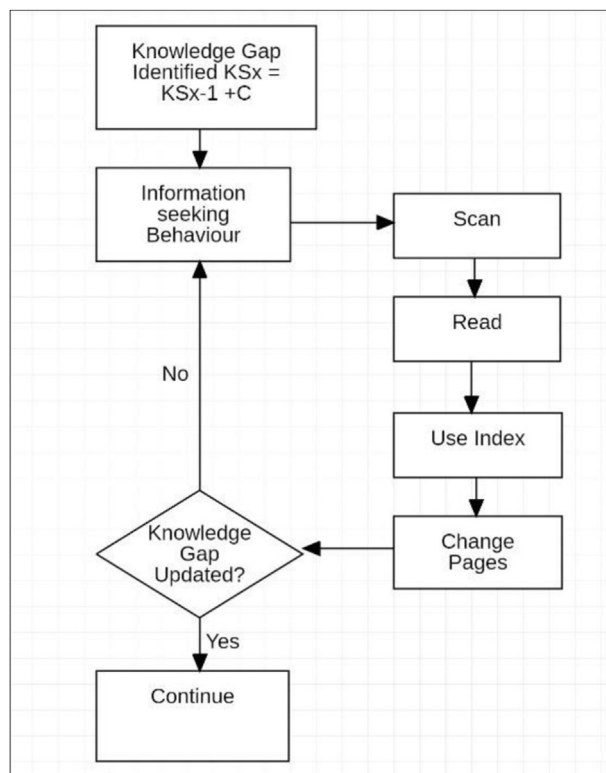 Knowledge Gap
Identified KSx =
KSx-1 +C
Information
seeking
Behaviour
Scan
Read
Use Index
Change
Pages
Knowledge
Gap
Updated?
No
Yes
Continue